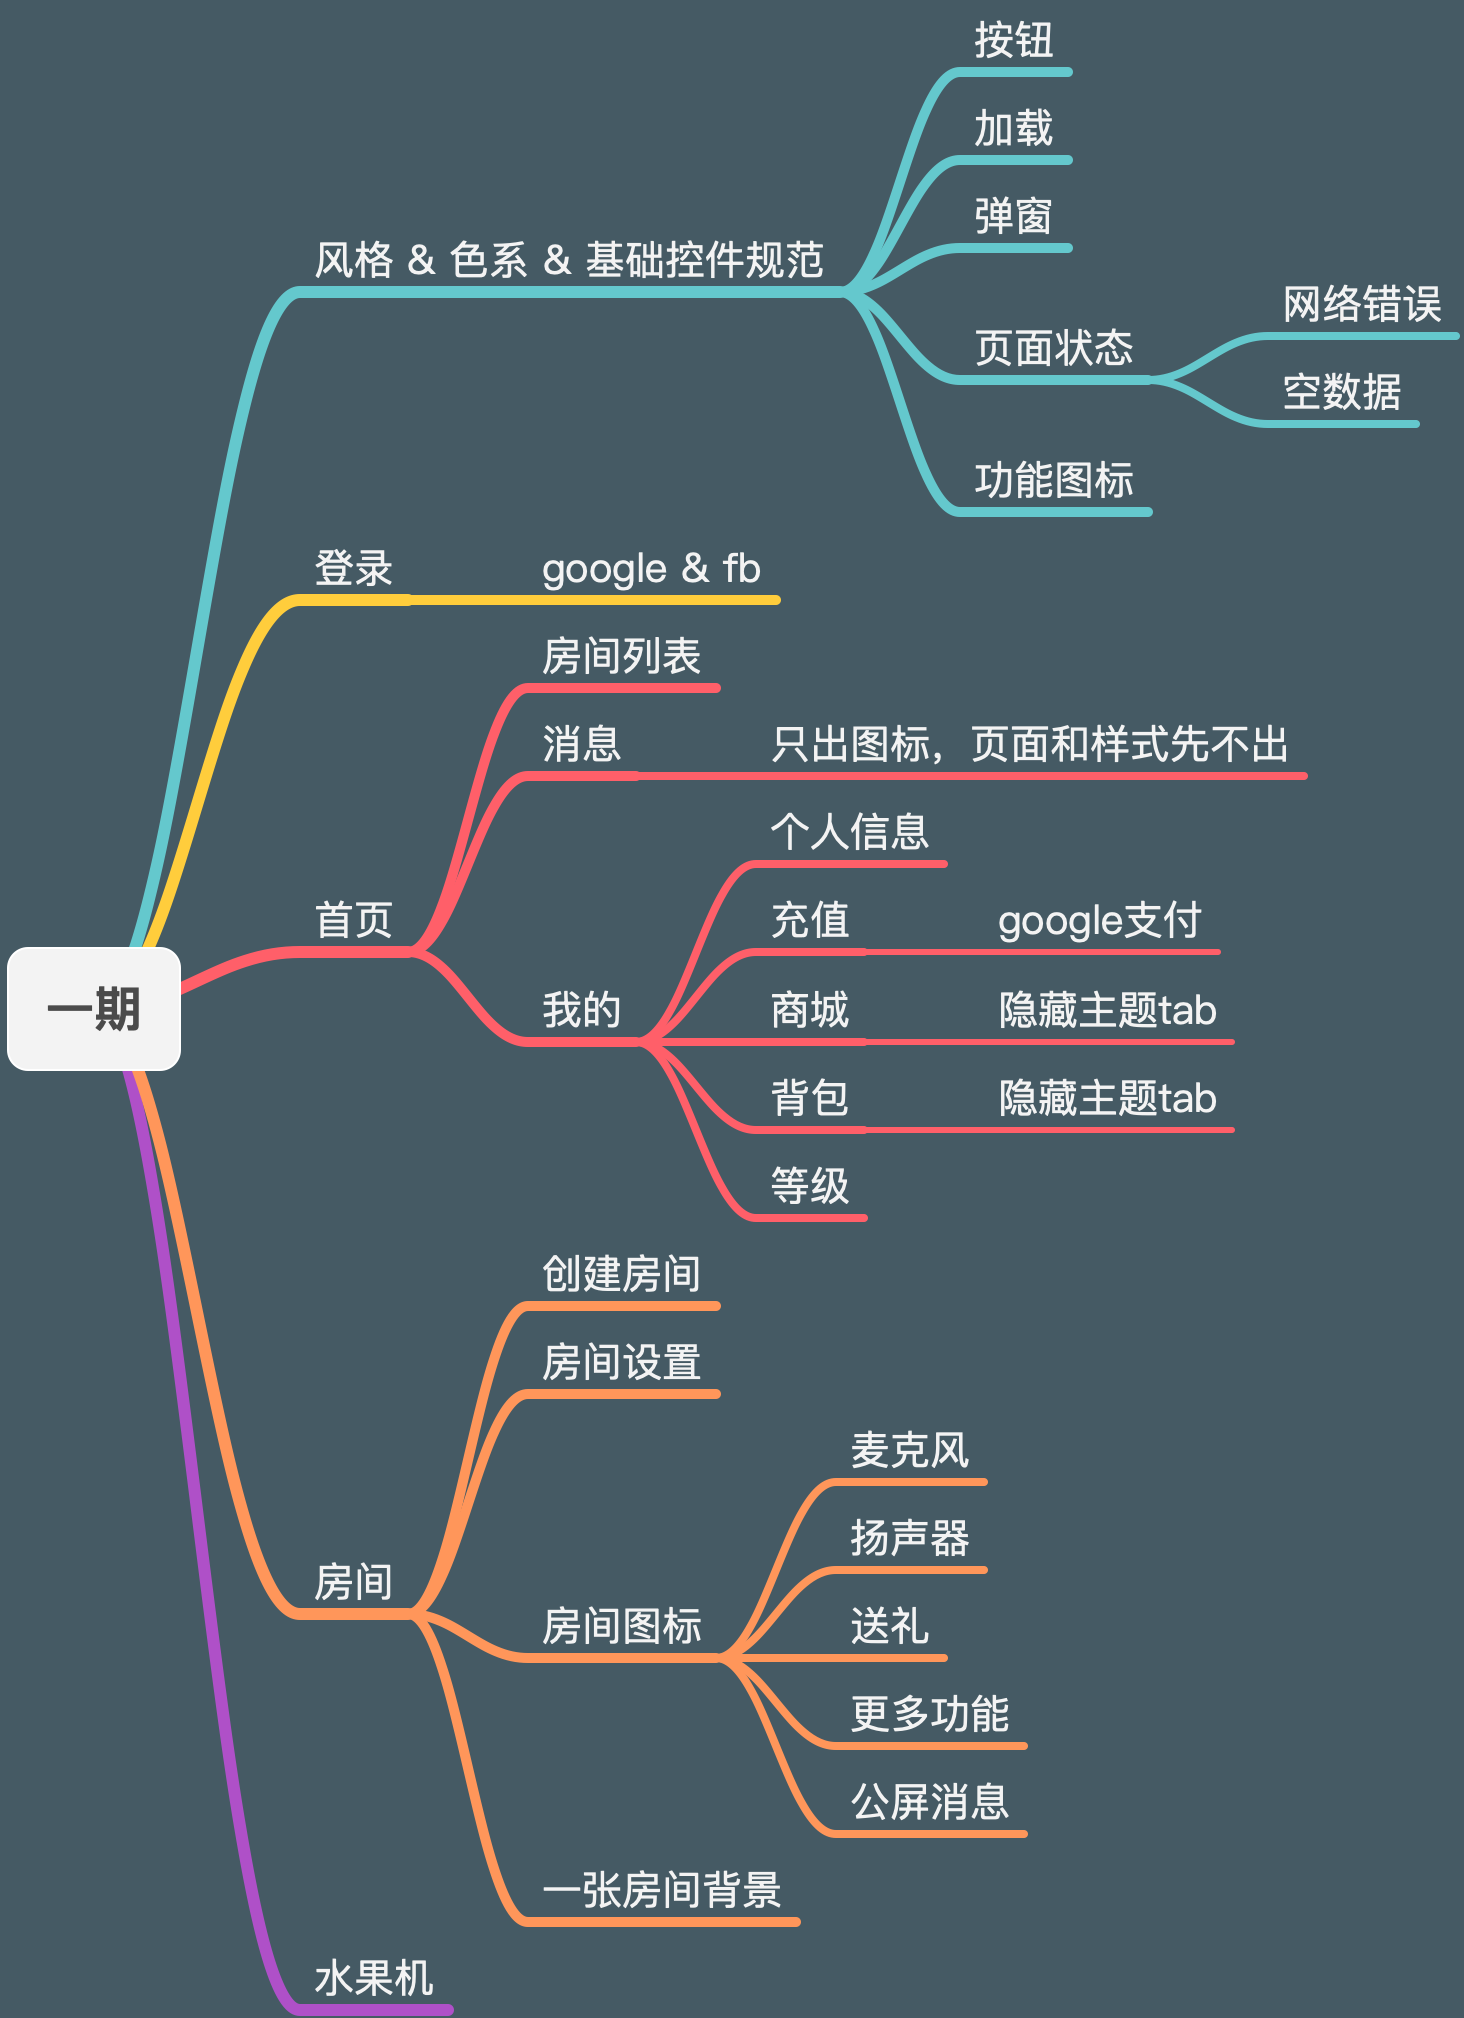 按钮
加载
弹窗
风格 & 色系 & 基础控件规范
网络错误
页面状态
空数据
功能图标
登录
google & fb
房间列表
消息
只出图标，页面和样式先不出
个人信息
首页
充值
google支付
一期
我的
商城
隐藏主题tab
背包
隐藏主题tab
等级
创建房间
房间设置
麦克风
扬声器
房间
房间图标
送礼
更多功能
公屏消息
一张房间背景
水果机